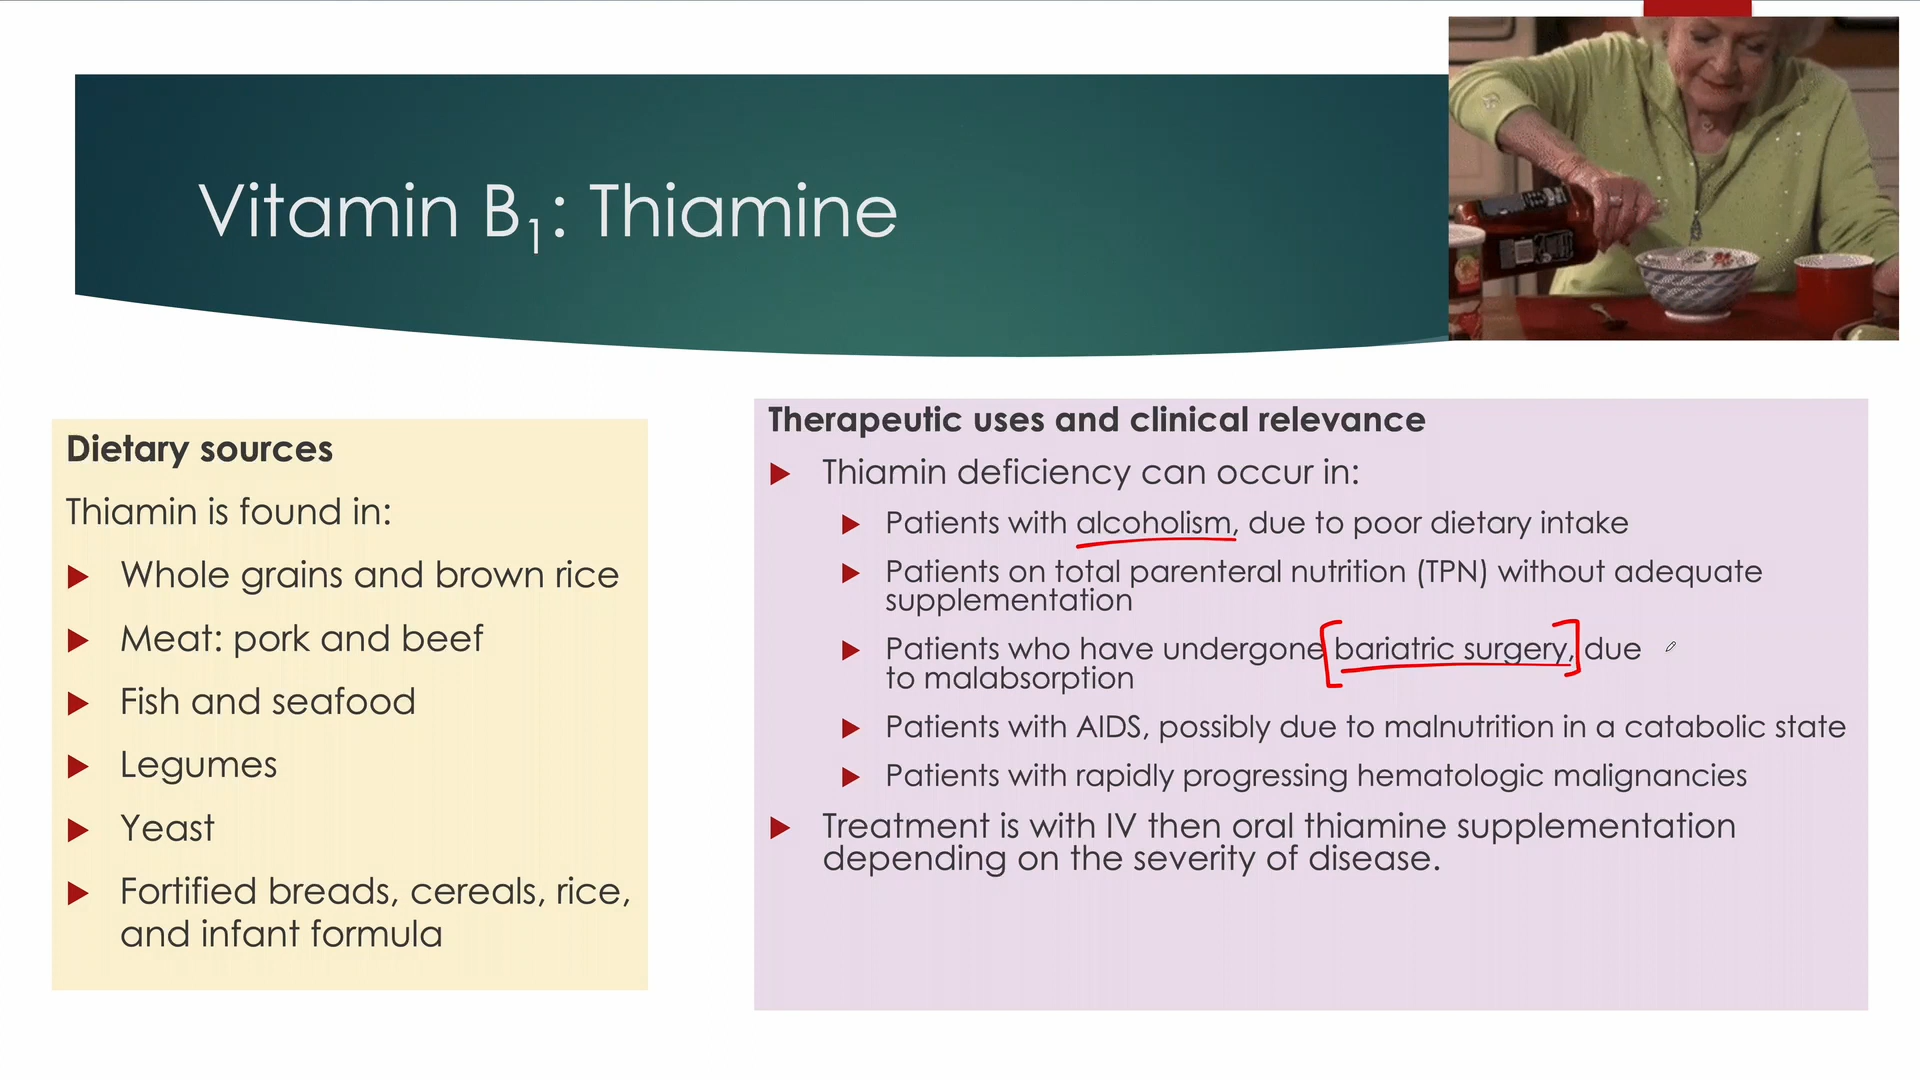 Vitamin B₁: Thiamine
Dietary sources
Thiamin is found in:
Whole grains and brown rice
Meat: pork and beef
Fish and seafood
Legumes
Yeast
Fortified breads, cereals, rice,
and infant formula
Therapeutic uses and clinical relevance
Thiamin deficiency can occur in:
Patients with alcoholism, due to poor dietary intake
Patients on total parenteral nutrition (TPN) without adequate
supplementation
Patients who have undergone bariatric surgery, due
to malabsorption
Patients with AIDS, possibly due to malnutrition in a catabolic state
Patients with rapidly progressing hematologic malignancies
Treatment is with IV then oral thiamine supplementation
depending on the severity of disease.